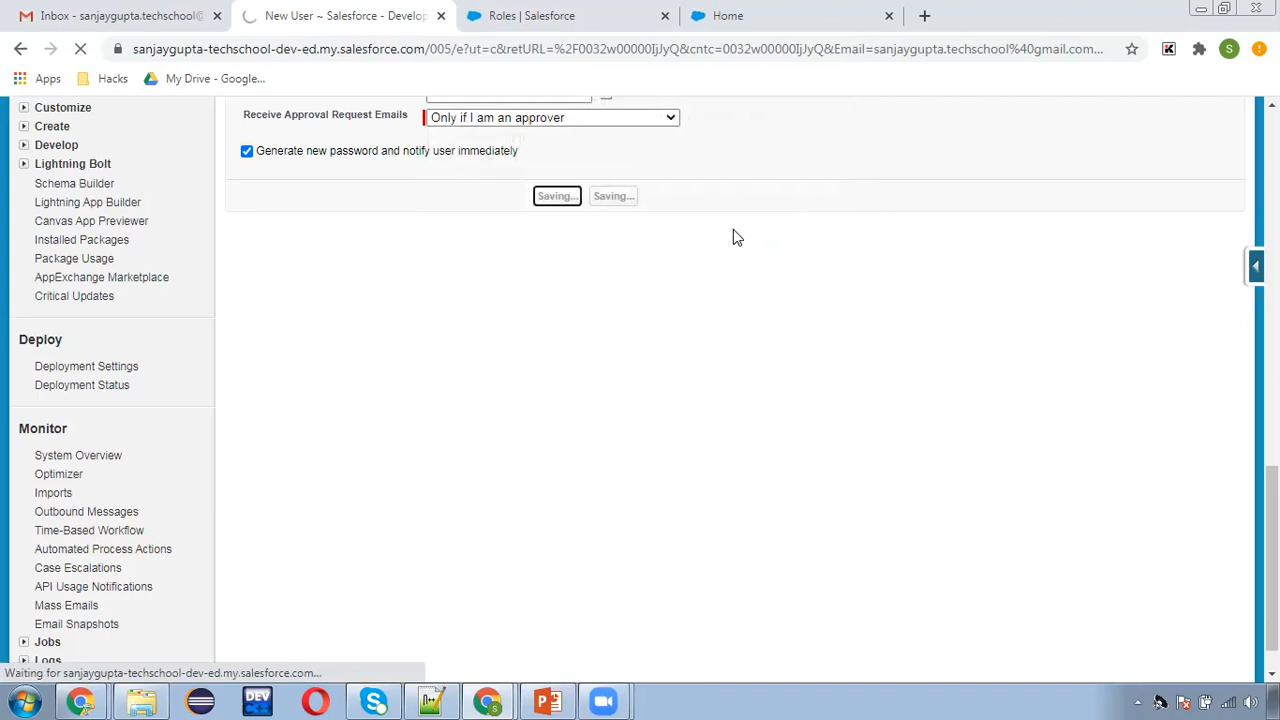 Inbox - sanjaygupta.techschool@
New User ~ Salesforce - Develop
Roles | Salesforce
Home
sanjaygupta-techschool-dev-ed.my.salesforce.com/005/e?ut=c&retURL=%2F0032w00000IjJyQ&cntc=0032w00000IjJyQ&Email=sanjaygupta.techschool%40gmail.com...
S
Apps
Hacks
My Drive - Google...
Customize
Create
Develop
Lightning Bolt
Schema Builder
Lightning App Builder
Canvas App Previewer
Installed Packages
Package Usage
AppExchange Marketplace
Critical Updates
Deploy
Deployment Settings
Deployment Status
Monitor
System Overview
Optimizer
Imports
Outbound Messages
Time-Based Workflow
Automated Process Actions
Case Escalations
API Usage Notifications
Mass Emails
Email Snapshots
Jobs
Logs
Receive Approval Request Emails
Only if I am an approver
Generate new password and notify user immediately
Saving...
Saving...
Waiting for sanjaygupta-techschool-dev-ed.my.salesforce.com...
DEV
C++